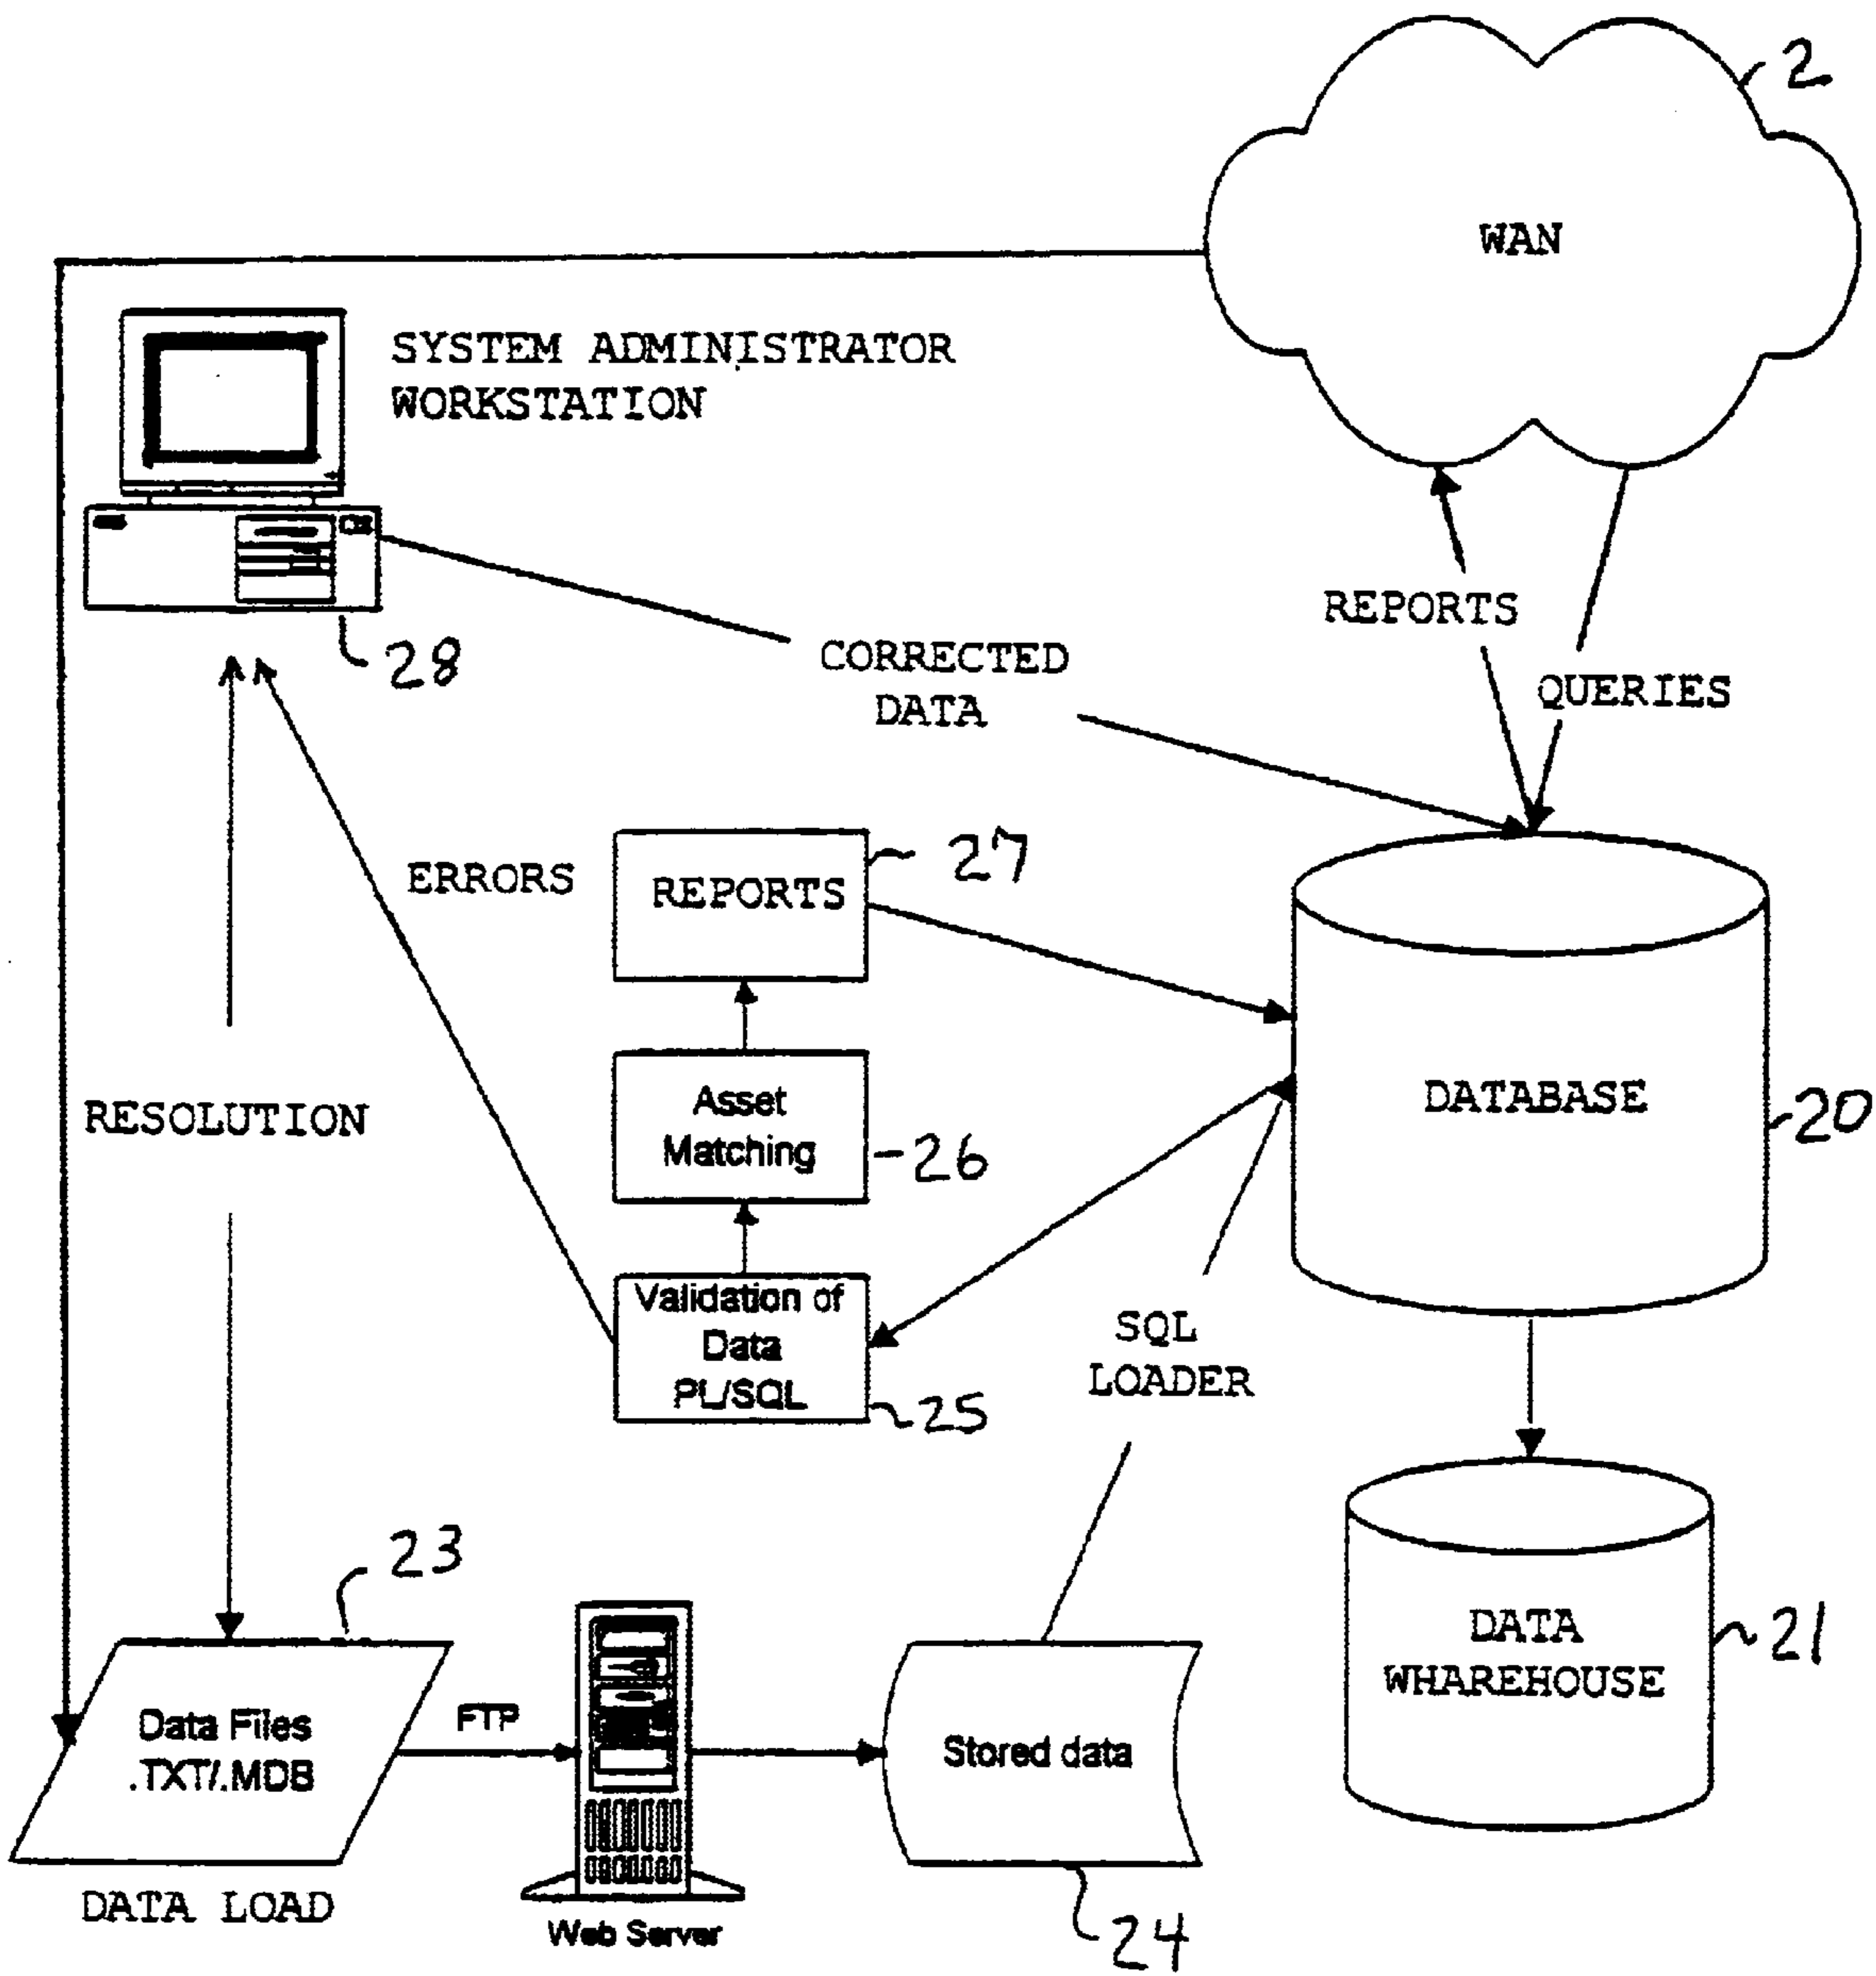 2
WAN
SYSTEM ADMINISTRATOR
WORKSTATION
28
REPORTS
CORRECTED
DATA
QUERIES
27
ERRORS
REPORTS
RESOLUTION
Asset
Matching
26
DATABASE
20
Validation of
Data
PL/SQL
25
SQL
LOADER
23
DATA
WHAREHOUSE
21
Data Files
.TXT/.MDB
FTP
Stored data
DATA LOAD
Web Server
24